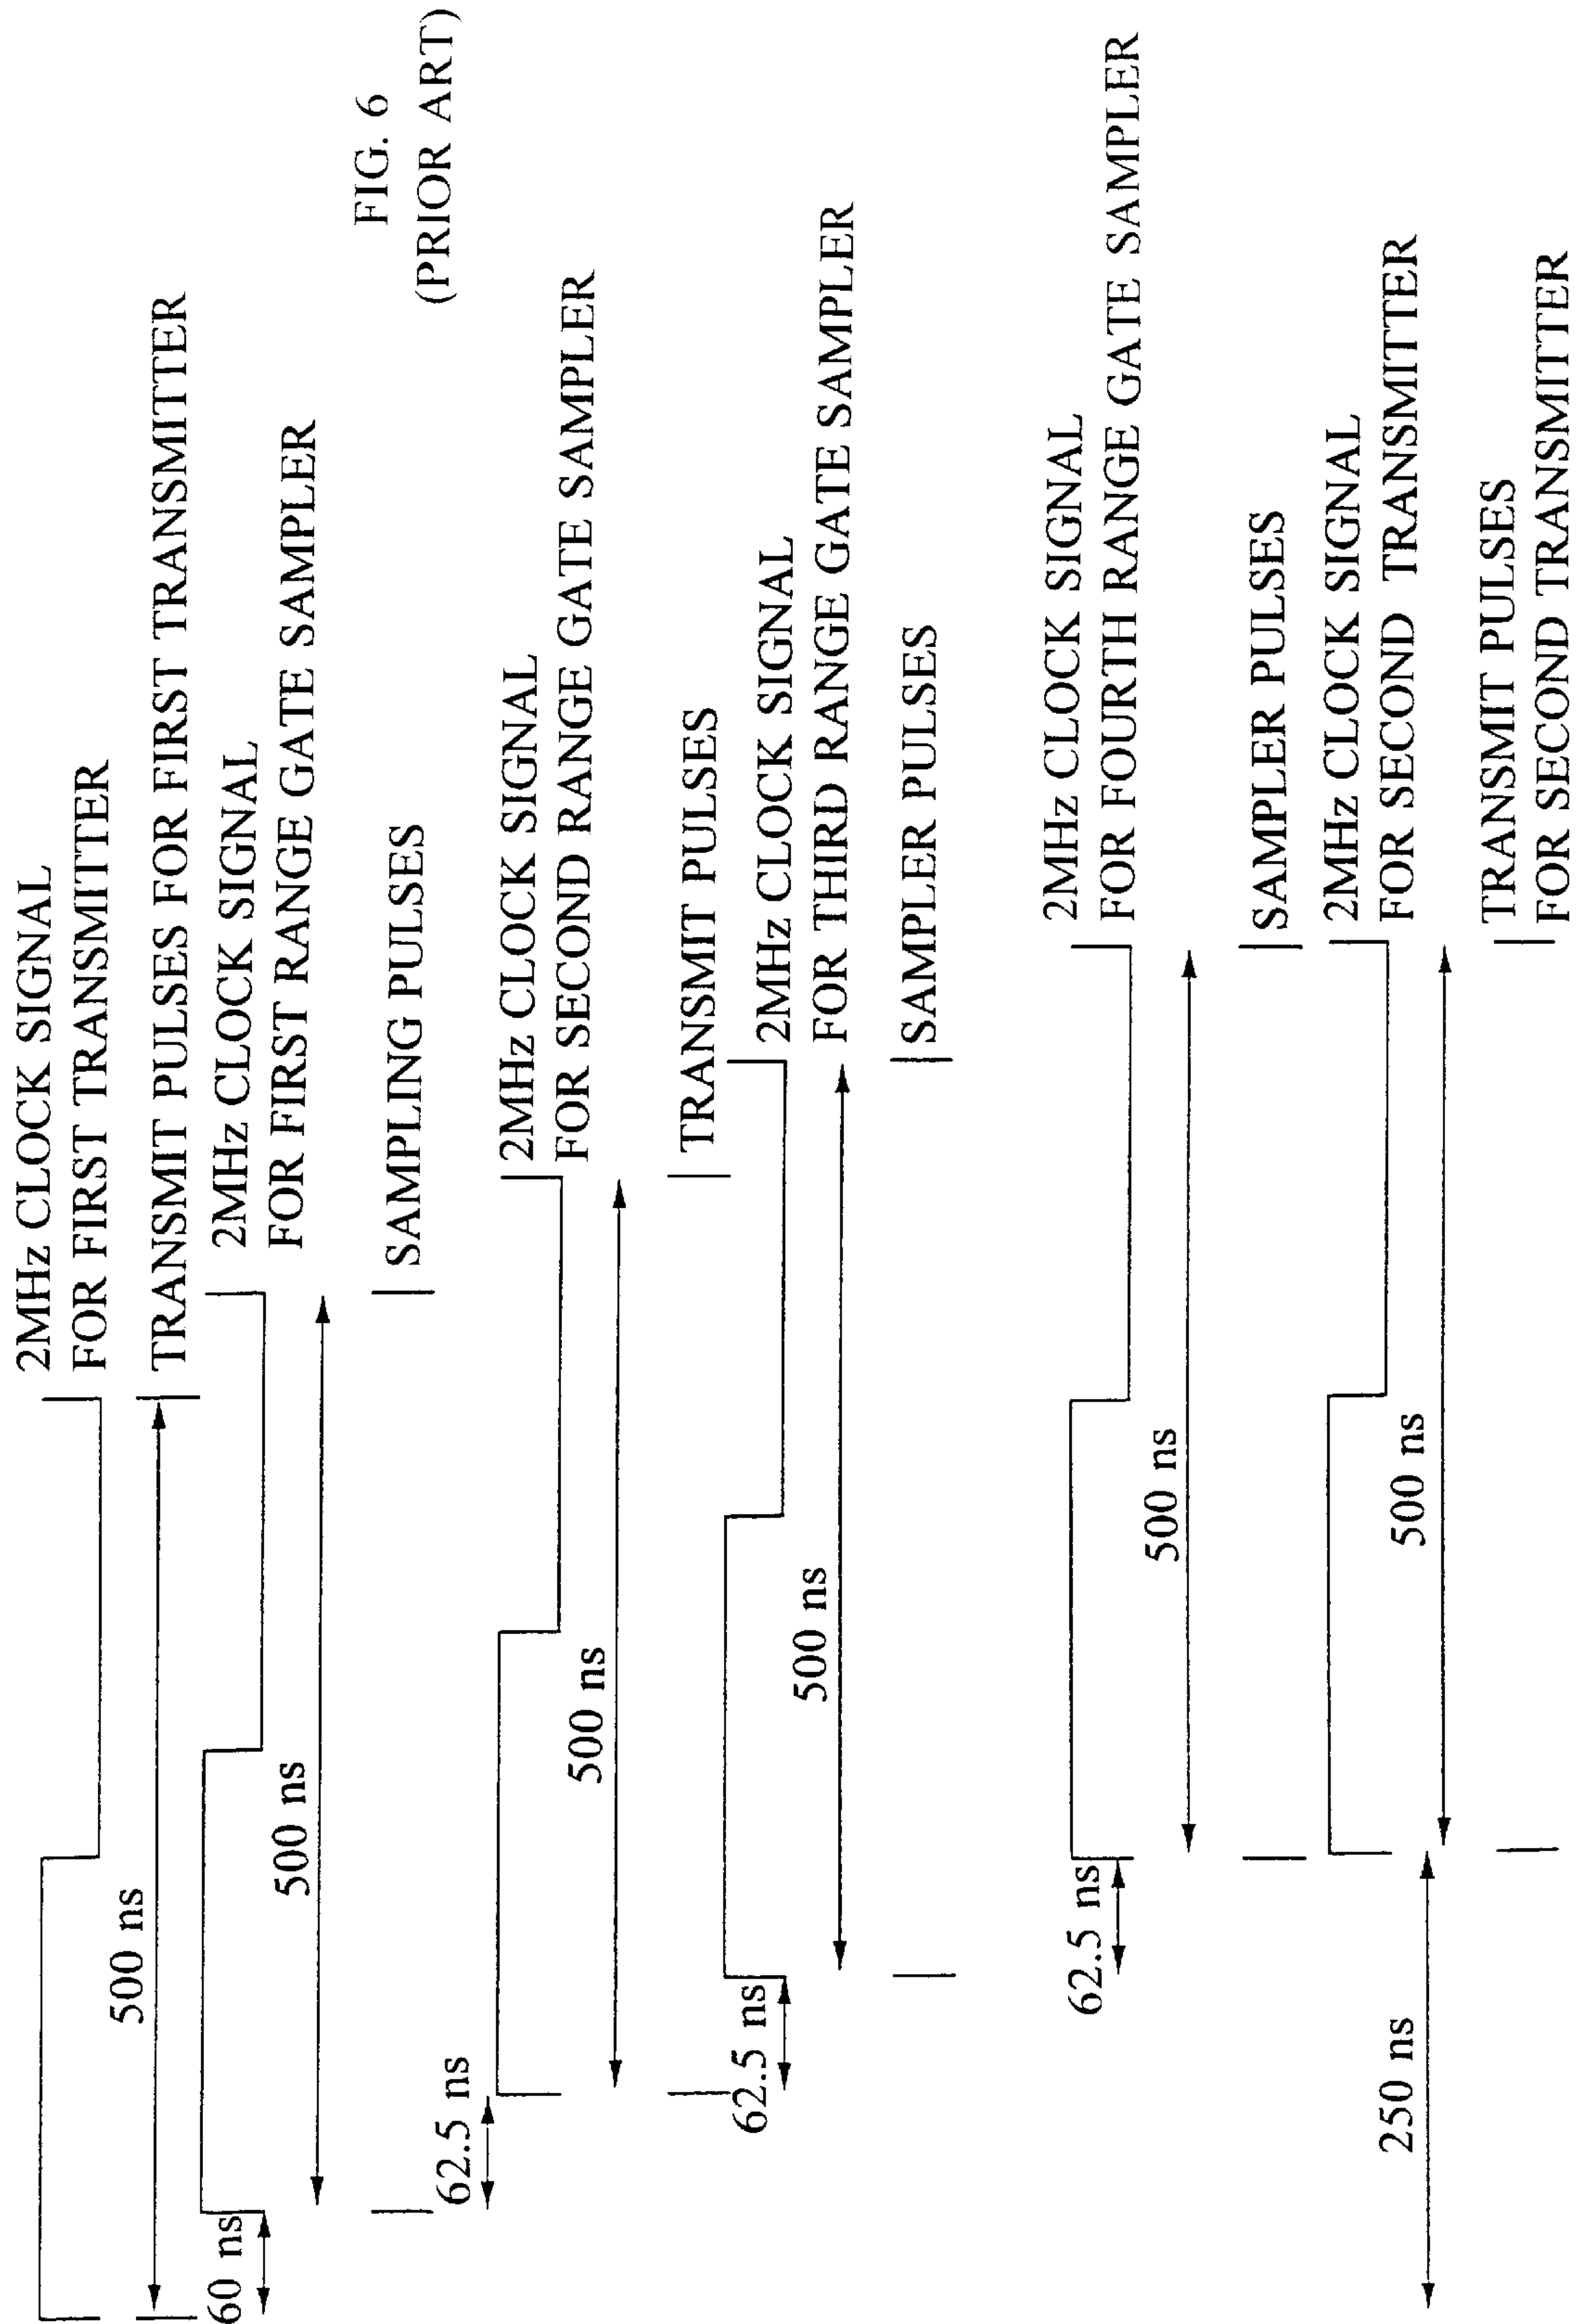 2MHz CLOCK SIGNAL
FOR FIRST TRANSMITTER
500 ns
TRANSMIT PULSES FOR FIRST TRANSMITTER
60 ns
2MHz CLOCK SIGNAL
FOR FIRST RANGE GATE SAMPLER
500 ns
FIG. 6
(PRIOR ART)
SAMPLING PULSES
62.5 ns
2MHz CLOCK SIGNAL
FOR SECOND RANGE GATE SAMPLER
500 ns
TRANSMIT PULSES
62.5 ns
2MHz CLOCK SIGNAL
FOR THIRD RANGE GATE SAMPLER
500 ns
SAMPLER PULSES
62.5 ns
2MHz CLOCK SIGNAL
FOR FOURTH RANGE GATE SAMPLER
500 ns
SAMPLER PULSES
2MHz CLOCK SIGNAL
FOR SECOND TRANSMITTER
250 ns
500 ns
TRANSMIT PULSES
FOR SECOND TRANSMITTER